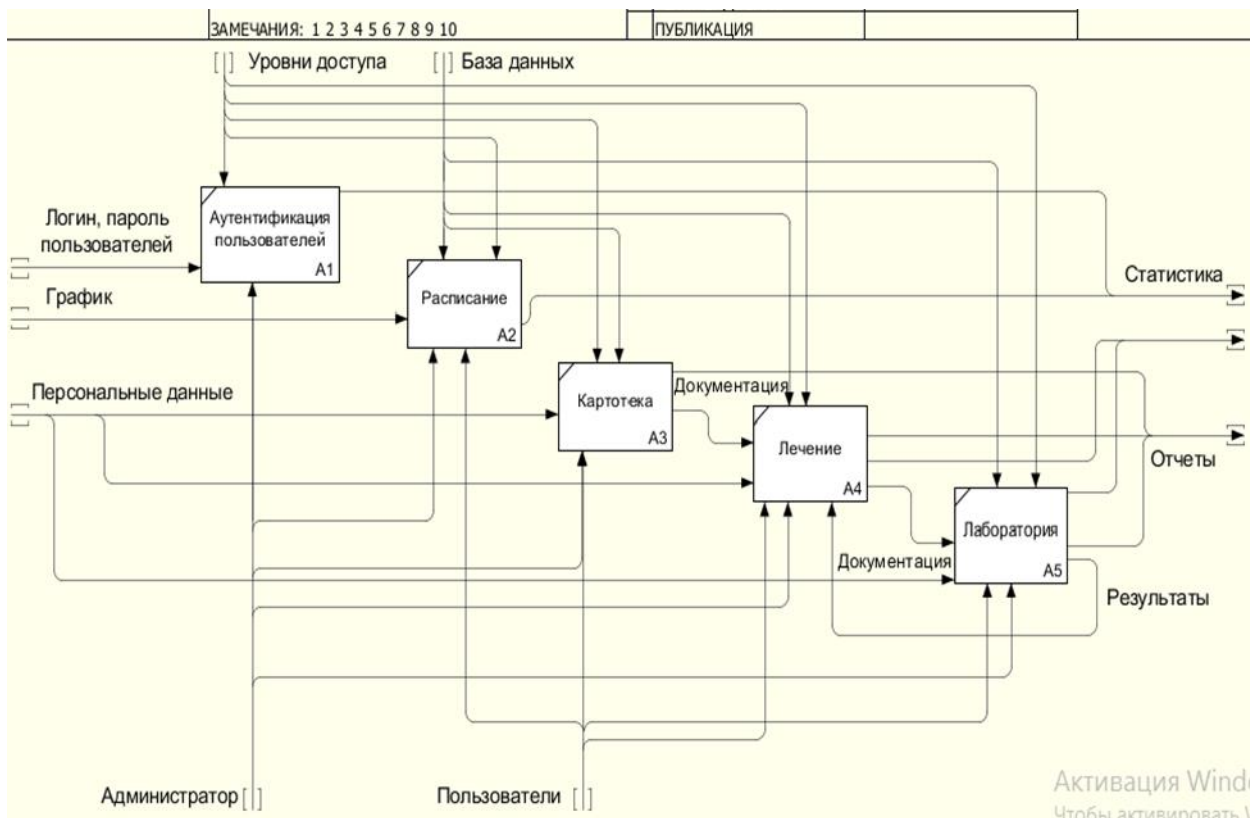 ЗАМЕЧАНИЯ: 1 2 3 4 5 6 7 8 9 10
ПУБЛИКАЦИЯ
Уровни доступа
База данных
Логин, пароль
пользователей
Аутентификация
пользователей
A1
График
Расписание
A2
Статистика
Персональные данные
Картотека
A3
Документация
Лечение
A4
Отчеты
Лаборатория
A5
Документация
Результаты
Администратор
Пользователи
Активация Windo
Чтобы активировать